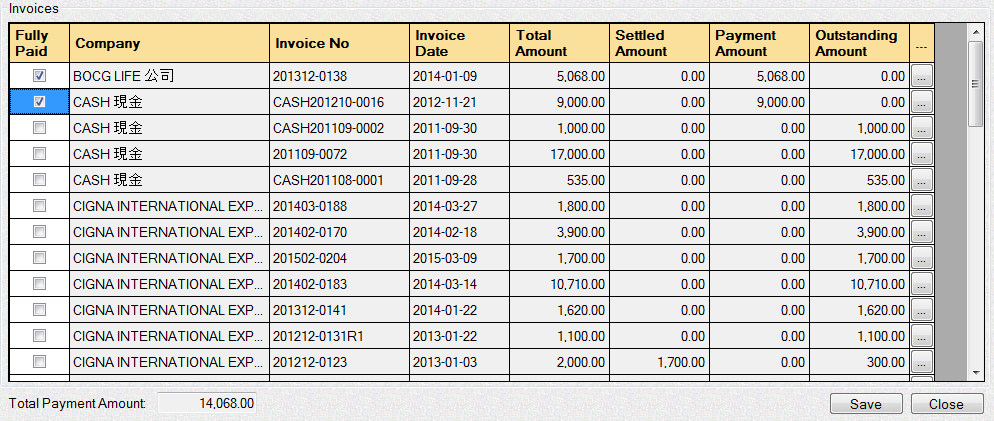 Invoices
Fully Paid Company Invoice No Invoice Date Total Amount Settled Amount Payment Amount Outstanding Amount ...
BOCG LIFE 公司 201312-0138 2014-01-09 5,068.00 0.00 5,068.00 0.00 ...
CASH 現金 CASH201210-0016 2012-11-21 9,000.00 0.00 9,000.00 0.00 ...
CASH 現金 CASH201109-0002 2011-09-30 1,000.00 0.00 0.00 1,000.00 ...
CASH 現金 201109-0072 2011-09-30 17,000.00 0.00 0.00 17,000.00 ...
CASH 現金 CASH201108-0001 2011-09-28 535.00 0.00 0.00 535.00 ...
CIGNA INTERNATIONAL EXP... 201403-0188 2014-03-27 1,800.00 0.00 0.00 1,800.00 ...
CIGNA INTERNATIONAL EXP... 201402-0170 2014-02-18 3,900.00 0.00 0.00 3,900.00 ...
CIGNA INTERNATIONAL EXP... 201502-0204 2015-03-09 1,700.00 0.00 0.00 1,700.00 ...
CIGNA INTERNATIONAL EXP... 201402-0183 2014-03-14 10,710.00 0.00 0.00 10,710.00 ...
CIGNA INTERNATIONAL EXP... 201312-0141 2014-01-22 1,620.00 0.00 0.00 1,620.00 ...
CIGNA INTERNATIONAL EXP... 201212-0131R1 2013-01-22 1,100.00 0.00 0.00 1,100.00 ...
CIGNA INTERNATIONAL EXP... 201212-0123 2013-01-03 2,000.00 1,700.00 0.00 300.00 ...
Total Payment Amount: 14,068.00 Save Close